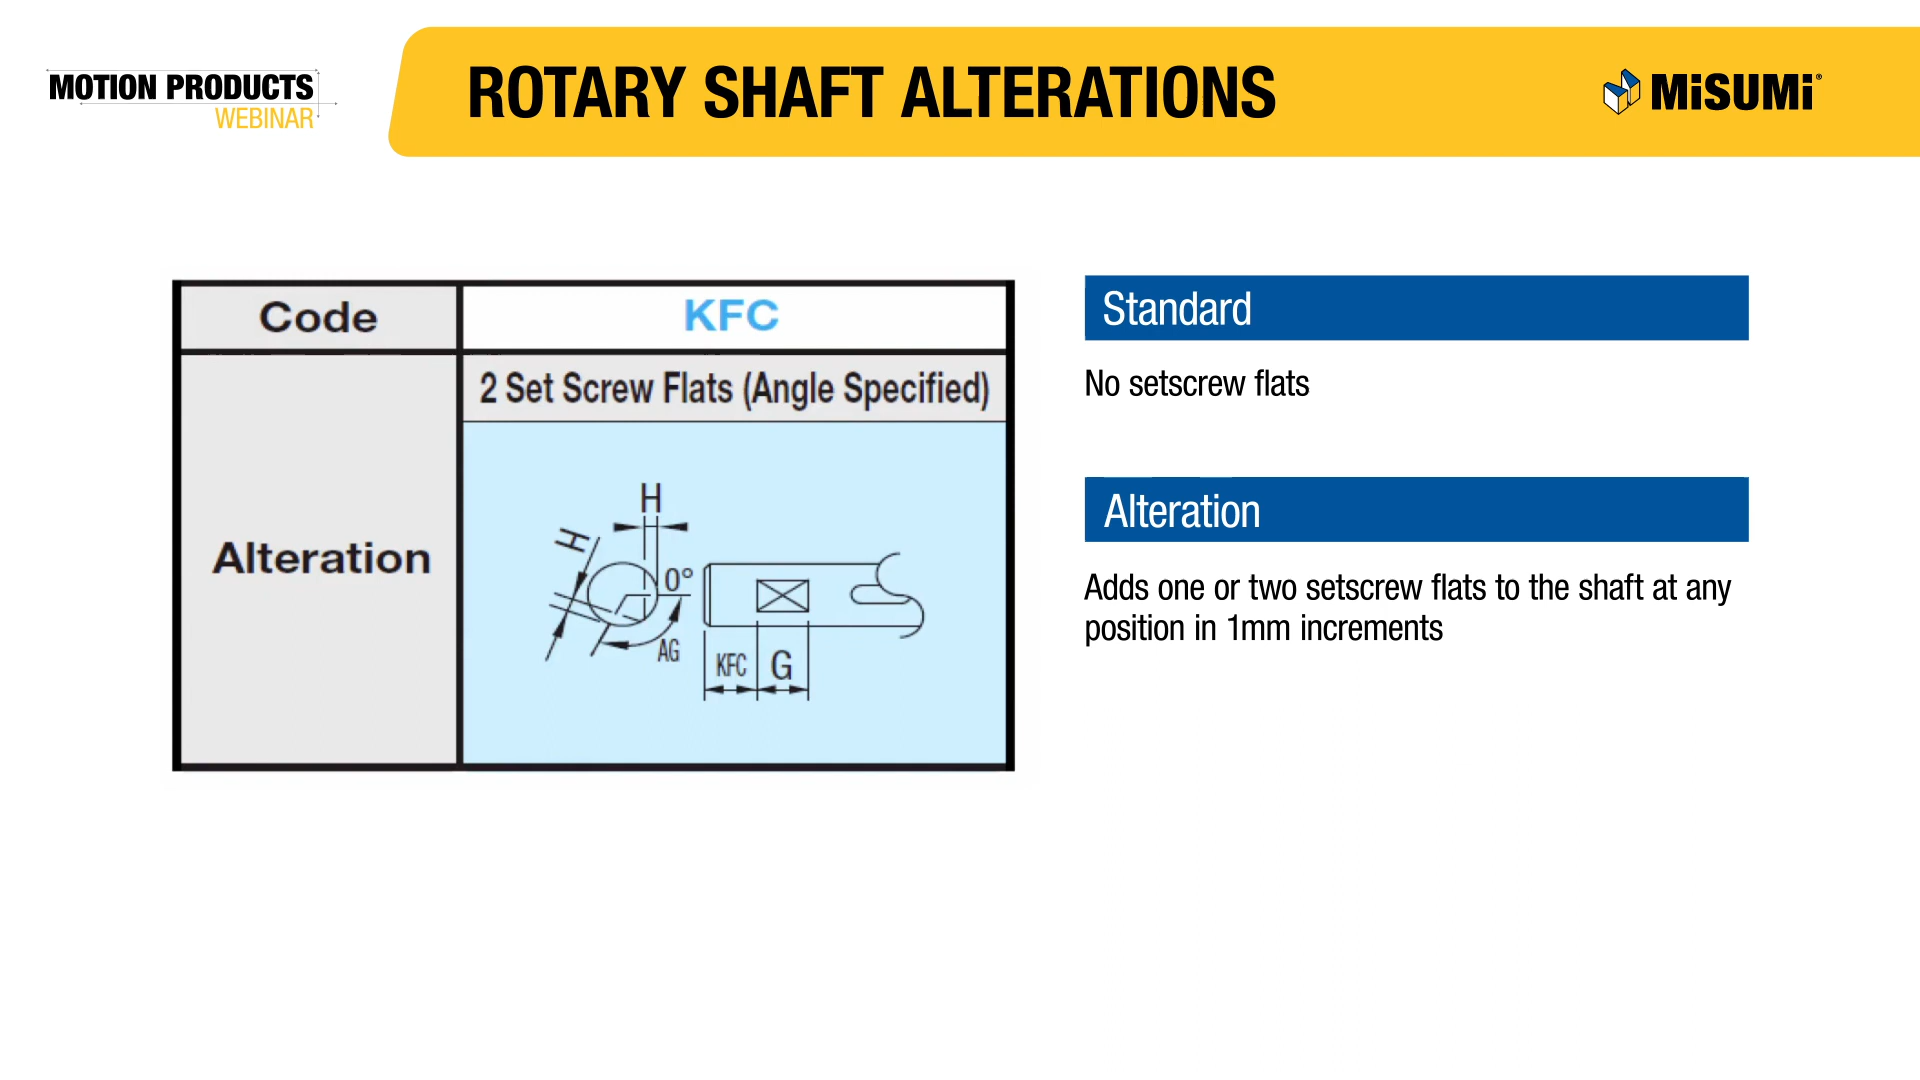 MOTION PRODUCTS
WEBINAR
ROTARY SHAFT ALTERATIONS
MiSUMi®
Code
KFC
Alteration
2 Set Screw Flats (Angle Specified)
H
H
0°
AG
KFC
G
Standard
No setscrew flats
Alteration
Adds one or two setscrew flats to the shaft at any
position in 1mm increments